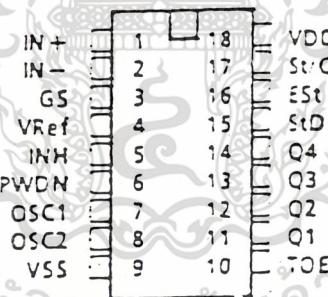 IN+ 1 18 VDD
IN- 2 17 St/G
GS 3 16 ESt
VRef 4 15 StD
INH 5 14 Q4
PWDN 6 13 Q3
OSC1 7 12 Q2
OSC2 8 11 Q1
VSS 9 10 TOE